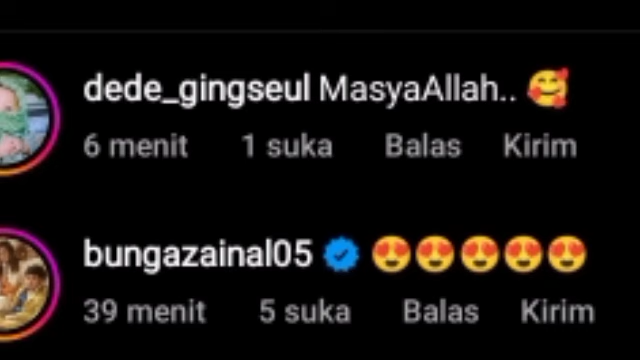 dede_gingseul MasyaAllah.. 🥰
6 menit 1 suka Balas Kirim
bungazainal05 😍😍😍😍😍
39 menit 5 suka Balas Kirim